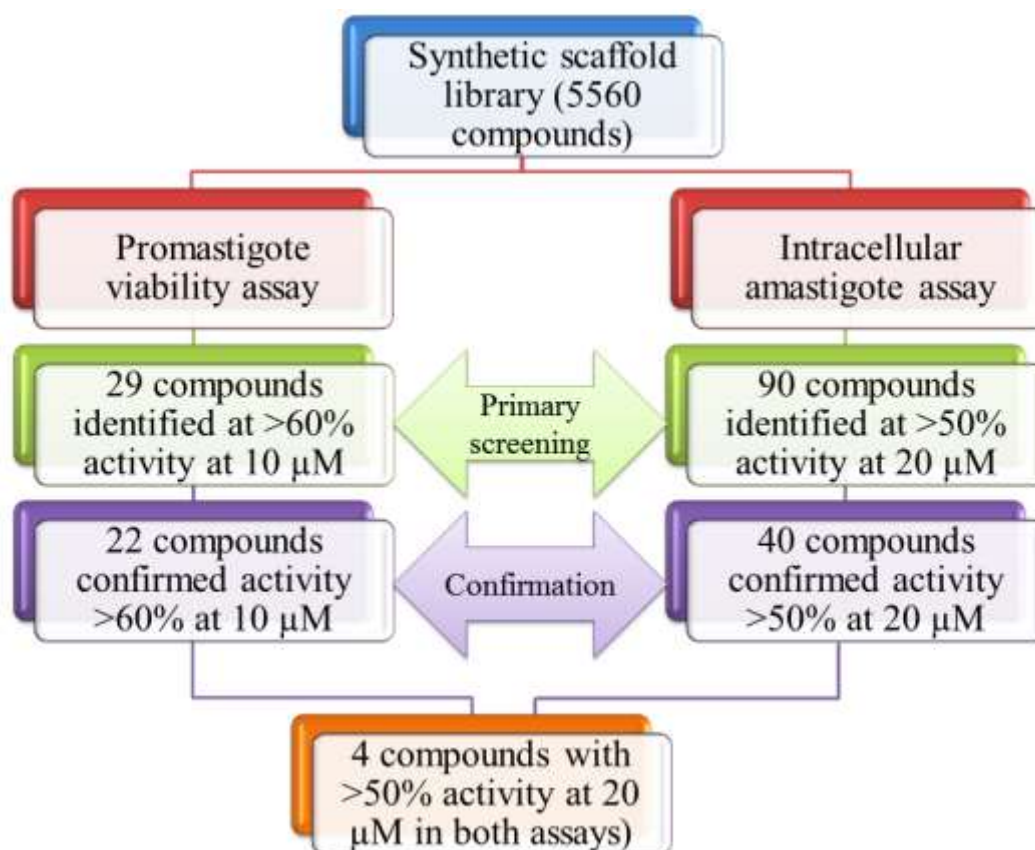 Synthetic scaffold
library (5560
compounds)
Promastigote
viability assay
Intracellular
amastigote assay
29 compounds
identified at >60%
activity at 10 µM
Primary
screening
90 compounds
identified at >50%
activity at 20 µM
22 compounds
confirmed activity
>60% at 10 µM
Confirmation
40 compounds
confirmed activity
>50% at 20 µM
4 compounds with
>50% activity at 20
µM in both assays)